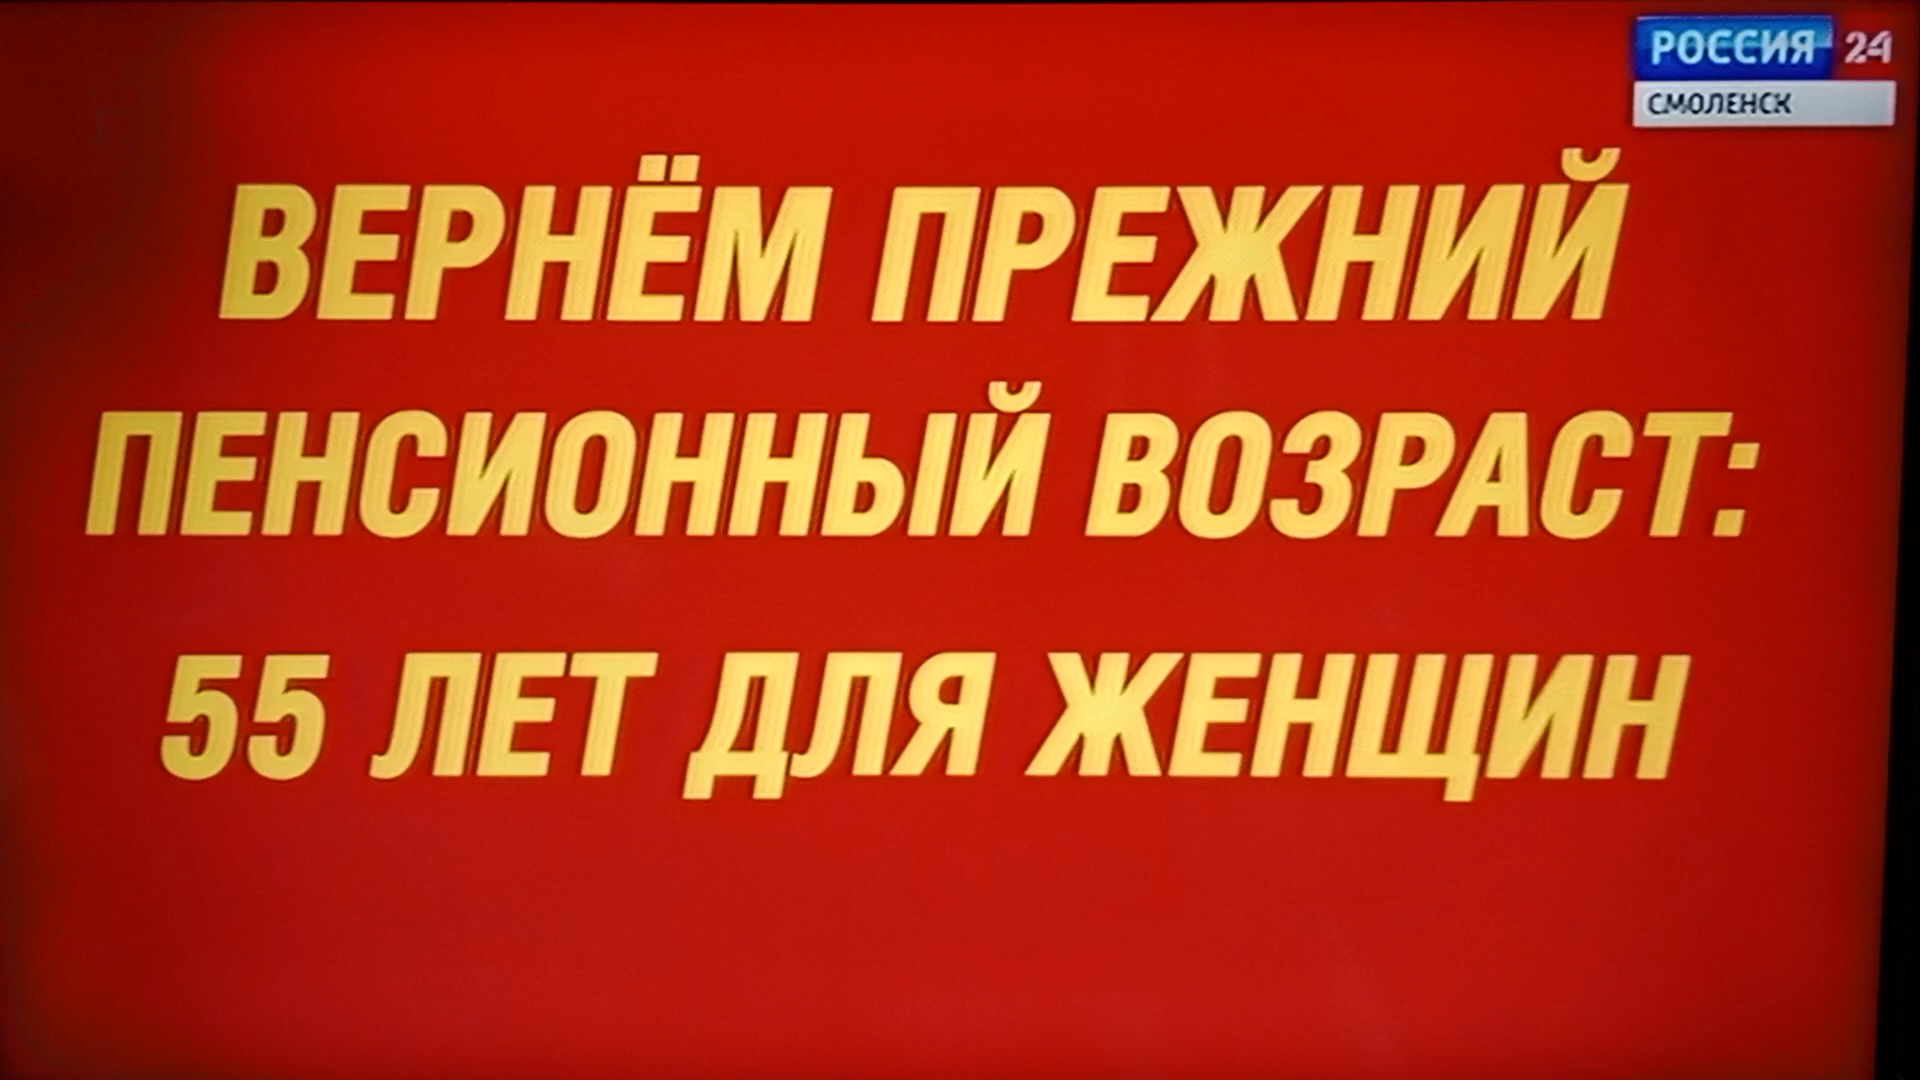 РОССИЯ 24
СМОЛЕНСК
ВЕРНЁМ ПРЕЖНИЙ
ПЕНСИОННЫЙ ВОЗРАСТ:
55 ЛЕТ ДЛЯ ЖЕНЩИН